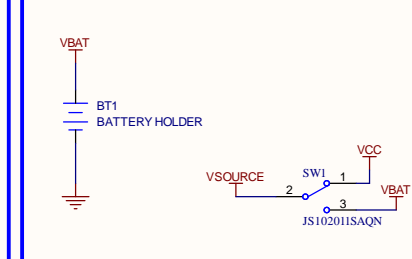 VBAT
BT1
BATTERY HOLDER
VCC
SW1
1
VSOURCE
2
VBAT
3
JS102011SAQN